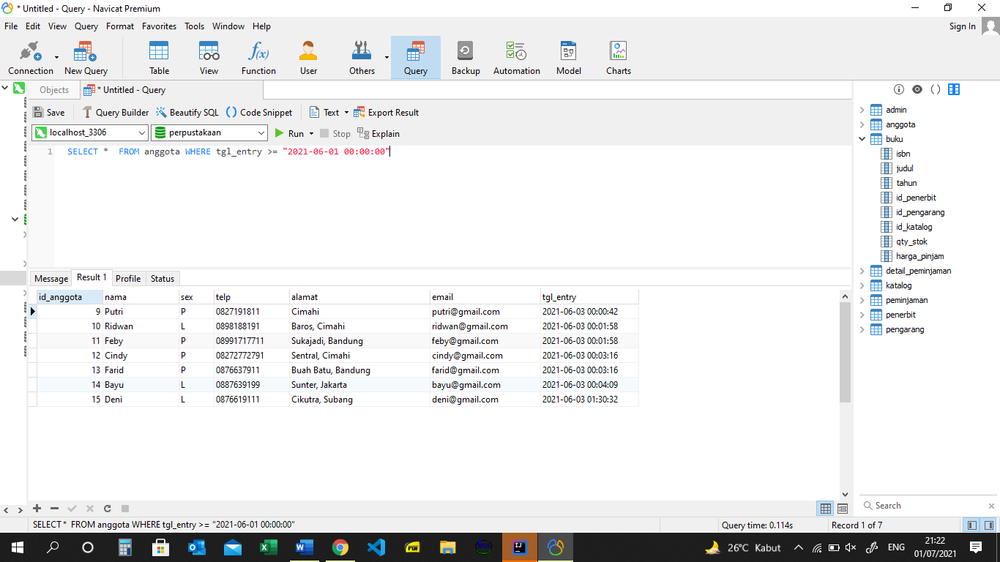 * Untitled - Query - Navicat Premium
File Edit View Query Format Favorites Tools Window Help Sign In
Connection New Query Table View Function User Others Query Backup Automation Model Charts
f(x)
Objects * Untitled - Query
Save Query Builder Beautify SQL () Code Snippet Text Export Result
localhost_3306 perpustakaan Run Stop Explain
1 SELECT *  FROM anggota WHERE tgl_entry >= "2021-06-01 00:00:00"
admin
anggota
buku
isbn
judul
tahun
id_penerbit
id_pengarang
id_katalog
qty_stok
harga_pinjam
detail_peminjaman
katalog
peminjaman
penerbit
pengarang
Message Result 1 Profile Status
id_anggota nama sex telp alamat email tgl_entry
9 Putri P 0827191811 Cimahi putri@gmail.com 2021-06-03 00:00:42
10 Ridwan L 0898188191 Baros, Cimahi ridwan@gmail.com 2021-06-03 00:01:58
11 Feby P 08991717711 Sukajadi, Bandung feby@gmail.com 2021-06-03 00:01:58
12 Cindy P 08272772791 Sentral, Cimahi cindy@gmail.com 2021-06-03 00:03:16
13 Farid P 0876637911 Buah Batu, Bandung farid@gmail.com 2021-06-03 00:03:16
14 Bayu L 0887639199 Sunter, Jakarta bayu@gmail.com 2021-06-03 00:04:09
15 Deni L 0876619111 Cikutra, Subang deni@gmail.com 2021-06-03 01:30:32
Search
SELECT *  FROM anggota WHERE tgl_entry >= "2021-06-01 00:00:00" Query time: 0.114s Record 1 of 7
PDF IJ 26°C Kabut ENG 21:22
01/07/2021